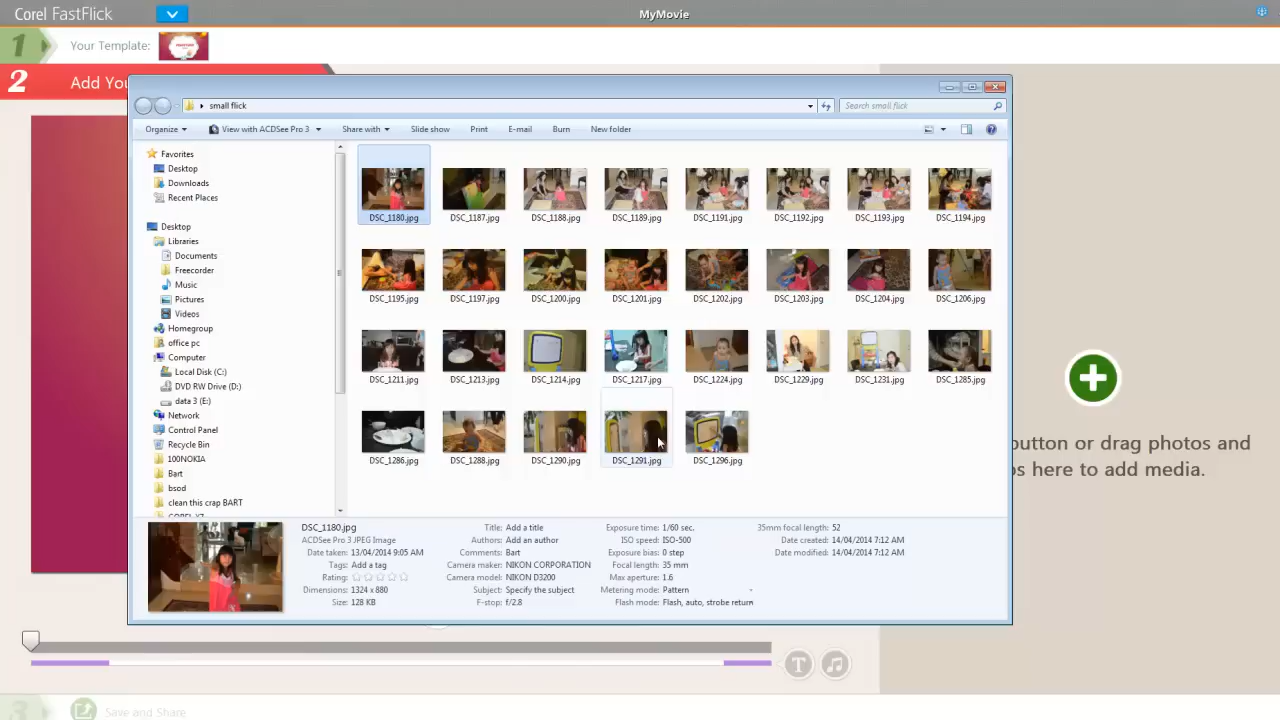 Corel FastFlick
MyMovie
1
Your Template:
2
Add You
small flick
Search small flick
Organize
View with ACDSee Pro 3
Share with
Slide show
Print
E-mail
Burn
New folder
Favorites
Desktop
Downloads
Recent Places
Desktop
Libraries
Documents
Freecorder
Music
Pictures
Videos
Homegroup
office pc
Computer
Local Disk (C:)
DVD RW Drive (D:)
data 3 (E:)
Network
Control Panel
Recycle Bin
100NOKIA
Bart
bsod
clean this crap BART
DSC_1180.jpg
DSC_1187.jpg
DSC_1188.jpg
DSC_1189.jpg
DSC_1191.jpg
DSC_1192.jpg
DSC_1193.jpg
DSC_1194.jpg
DSC_1195.jpg
DSC_1197.jpg
DSC_1200.jpg
DSC_1201.jpg
DSC_1202.jpg
DSC_1203.jpg
DSC_1204.jpg
DSC_1206.jpg
DSC_1211.jpg
DSC_1213.jpg
DSC_1214.jpg
DSC_1217.jpg
DSC_1224.jpg
DSC_1229.jpg
DSC_1231.jpg
DSC_1285.jpg
DSC_1286.jpg
DSC_1288.jpg
DSC_1290.jpg
DSC_1291.jpg
DSC_1296.jpg
button or drag photos and
os here to add media.
DSC_1180.jpg
ACDSee Pro 3 JPEG Image
Date taken: 13/04/2014 9:05 AM
Tags: Add a tag
Rating:
Dimensions: 1324 x 880
Size: 128 KB
Title: Add a title
Authors: Add an author
Comments: Bart
Camera maker: NIKON CORPORATION
Camera model: NIKON D3200
Subject: Specify the subject
F-stop: f/2.8
Exposure time: 1/60 sec.
ISO speed: ISO-500
Exposure bias: 0 step
Focal length: 35 mm
Max aperture: 1.6
Metering mode: Pattern
Flash mode: Flash, auto, strobe return
35mm focal length: 52
Date created: 14/04/2014 7:12 AM
Date modified: 14/04/2014 7:12 AM
T
3
Save and Share